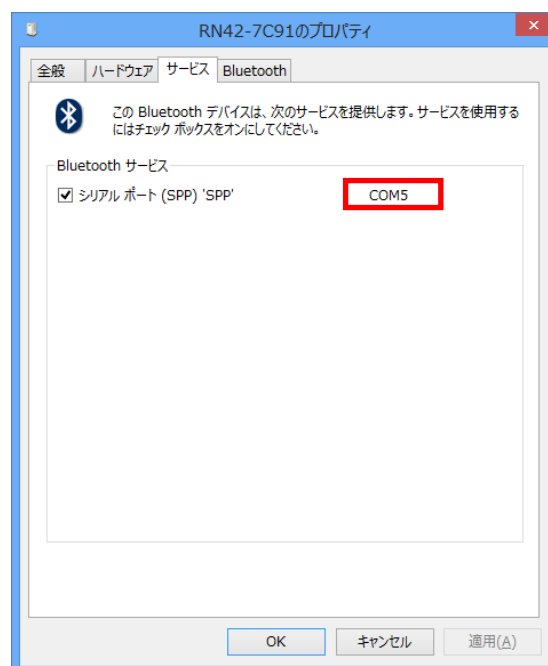 RN42-7C91のプロパティ
全般 ハードウェア サービス Bluetooth
この Bluetooth デバイスは、次のサービスを提供します。サービスを使用する
にはチェック ボックスをオンにしてください。
Bluetooth サービス
シリアル ポート (SPP) 'SPP' COM5
OK キャンセル 適用(A)